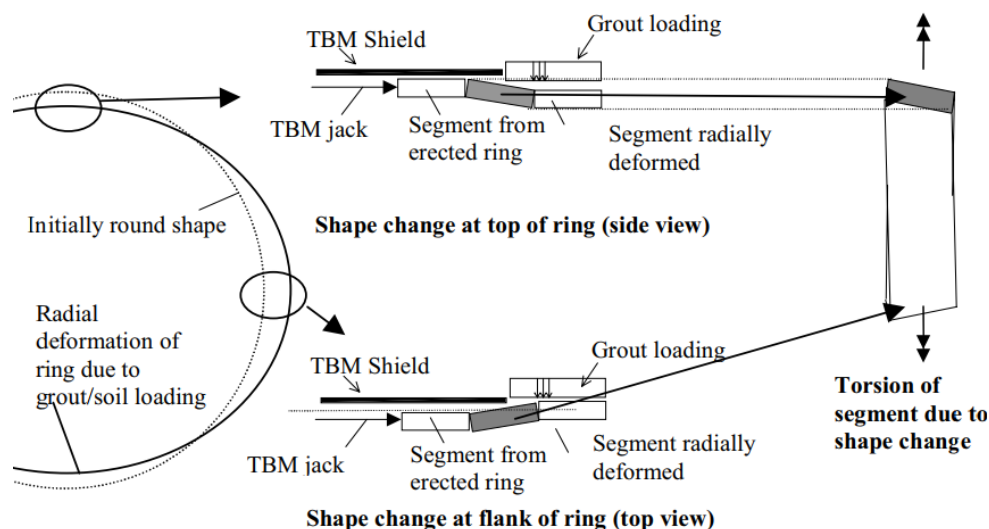 TBM Shield
Grout loading
TBM jack
Segment from
erected ring
Segment radially
deformed
Initially round shape
Shape change at top of ring (side view)
Radial
deformation of
ring due to
grout/soil loading
TBM Shield
Grout loading
TBM jack
Segment from
erected ring
Segment radially
deformed
Torsion of
segment due to
shape change
Shape change at flank of ring (top view)